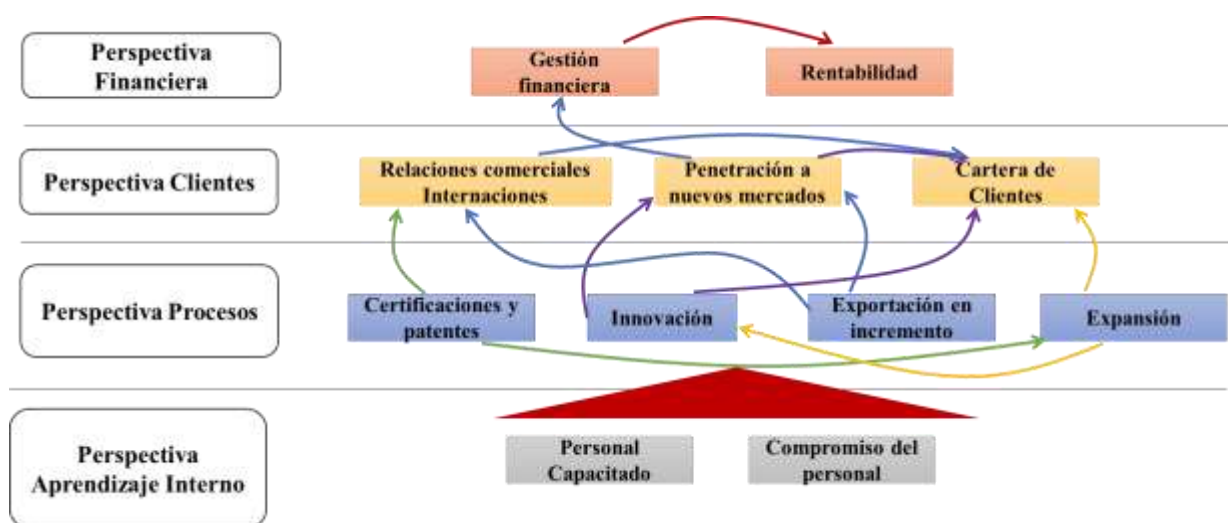 Perspectiva
Financiera
Gestión
financiera
Rentabilidad
Perspectiva Clientes
Relaciones comerciales
Internaciones
Penetración a
nuevos mercados
Cartera de
Clientes
Perspectiva Procesos
Certificaciones y
patentes
Innovación
Exportación en
incremento
Expansión
Perspectiva
Aprendizaje Interno
Personal
Capacitado
Compromiso del
personal